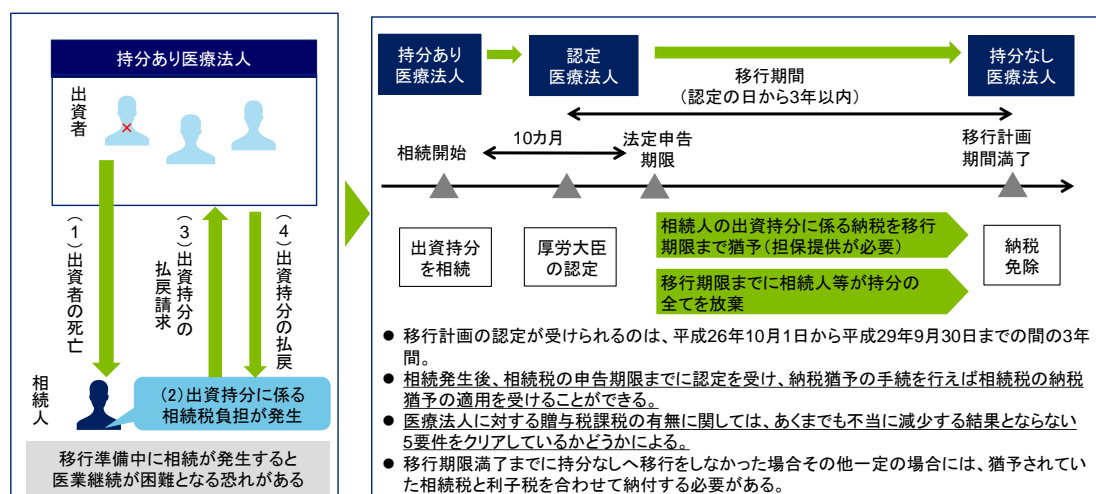 持分あり医療法人
出資者
(1)出資者の死亡
(3)出資持分の
払戻請求
(4)出資持分の払戻
相続人
(2)出資持分に係る
相続税負担が発生
移行準備中に相続が発生すると
医業継続が困難となる恐れがある
持分あり
医療法人
認定
医療法人
持分なし
医療法人
移行期間
(認定の日から3年以内)
相続開始
10カ月
法定申告
期限
移行計画
期間満了
出資持分
を相続
厚労大臣
の認定
相続人の出資持分に係る納税を移行
期限まで猶予(担保提供が必要)
移行期限までに相続人等が持分の
全てを放棄
納税
免除
● 移行計画の認定が受けられるのは、平成26年10月1日から平成29年9月30日までの間の3年
間。
● 相続発生後、相続税の申告期限までに認定を受け、納税猶予の手続を行えば相続税の納税
猶予の適用を受けることができる。
● 医療法人に対する贈与税課税の有無に関しては、あくまでも不当に減少する結果とならない
5要件をクリアしているかどうかによる。
● 移行期限満了までに持分なしへ移行をしなかった場合その他一定の場合には、猶予されてい
た相続税と利子税を合わせて納付する必要がある。